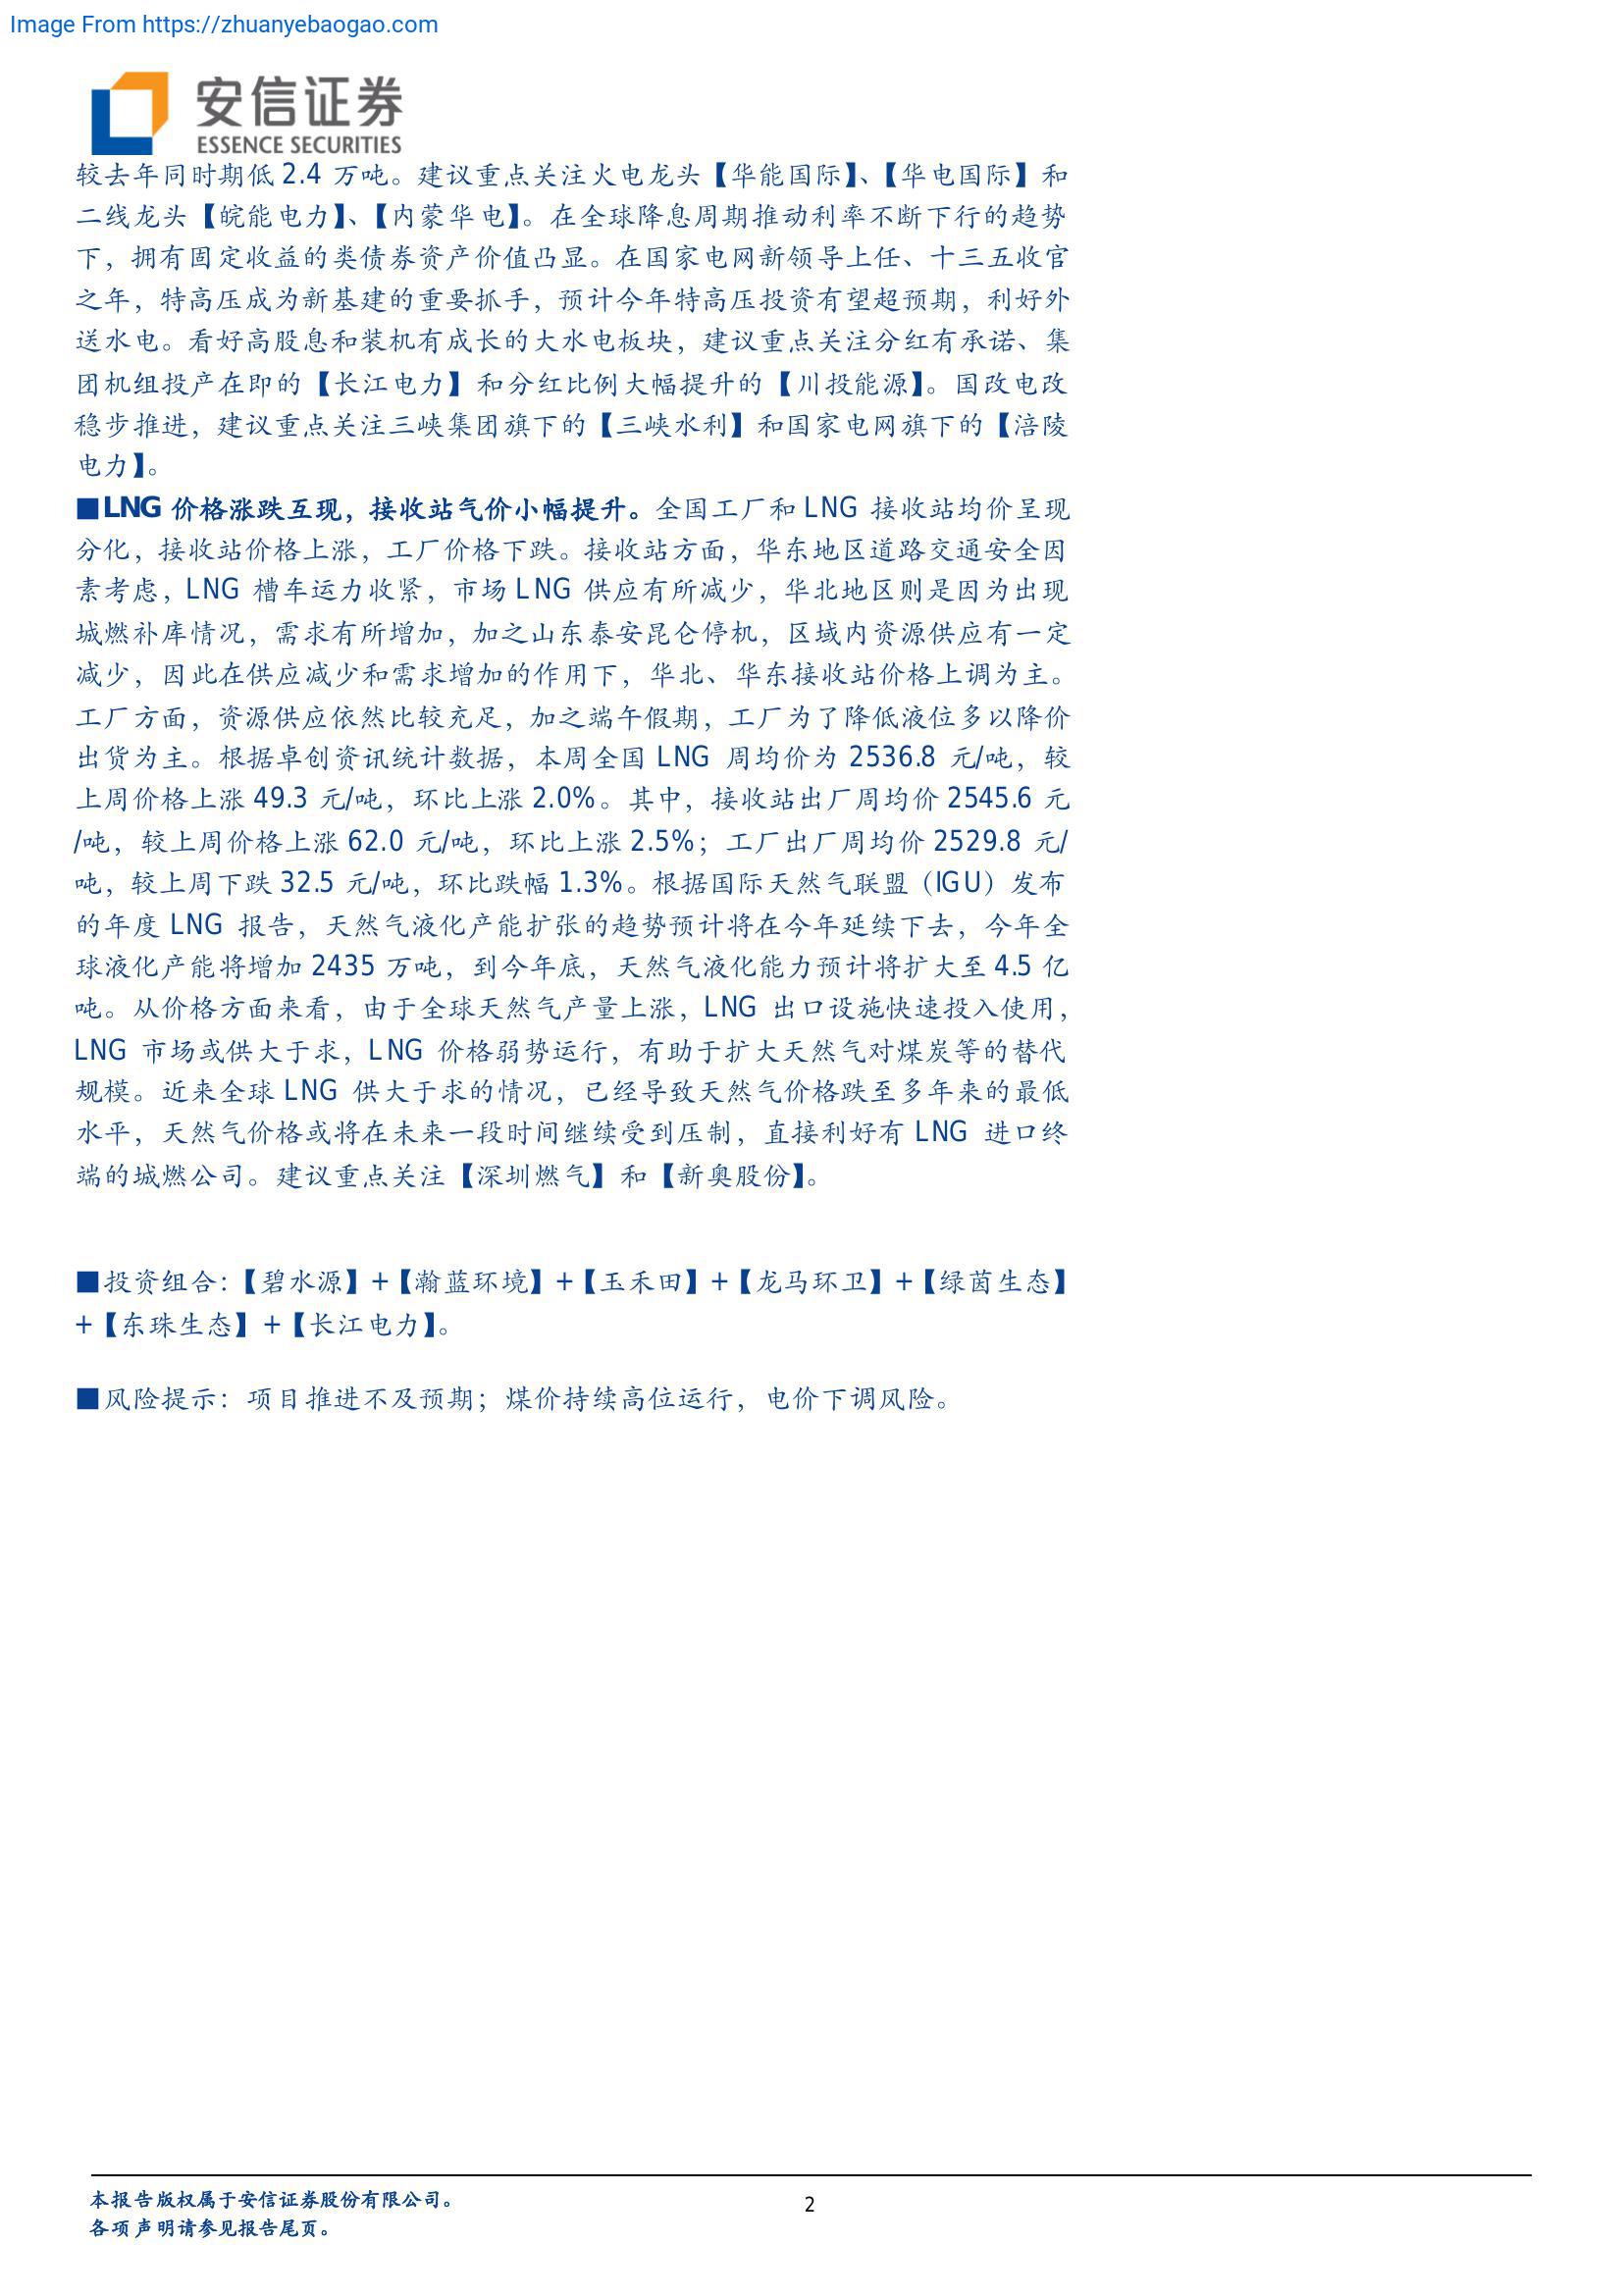 Image From https://zhuanyebaogao.com
安信证券
ESSENCE SECURITIES
较去年同时期低 2.4 万吨。建议重点关注火电龙头【华能国际】、【华电国际】和
二线龙头【皖能电力】、【内蒙华电】。在全球降息周期推动利率不断下行的趋势
下，拥有固定收益的类债券资产价值凸显。在国家电网新领导上任、十三五收官
之年，特高压成为新基建的重要抓手，预计今年特高压投资有望超预期，利好外
送水电。看好高股息和装机有成长的大水电板块，建议重点关注分红有承诺、集
团机组投产在即的【长江电力】和分红比例大幅提升的【川投能源】。国改电改
稳步推进，建议重点关注三峡集团旗下的【三峡水利】和国家电网旗下的【涪陵
电力】。
■LNG 价格涨跌互现，接收站气价小幅提升。全国工厂和 LNG 接收站均价呈现
分化，接收站价格上涨，工厂价格下跌。接收站方面，华东地区道路交通安全因
素考虑，LNG 槽车运力收紧，市场 LNG 供应有所减少，华北地区则是因为出现
城燃补库情况，需求有所增加，加之山东泰安昆仑停机，区域内资源供应有一定
减少，因此在供应减少和需求增加的作用下，华北、华东接收站价格上调为主。
工厂方面，资源供应依然比较充足，加之端午假期，工厂为了降低液位多以降价
出货为主。根据卓创资讯统计数据，本周全国 LNG 周均价为 2536.8 元/吨，较
上周价格上涨 49.3 元/吨，环比上涨 2.0%。其中，接收站出厂周均价 2545.6 元
/吨，较上周价格上涨 62.0 元/吨，环比上涨 2.5%；工厂出厂周均价 2529.8 元/
吨，较上周下跌 32.5 元/吨，环比跌幅 1.3%。根据国际天然气联盟（IGU）发布
的年度 LNG 报告，天然气液化产能扩张的趋势预计将在今年延续下去，今年全
球液化产能将增加 2435 万吨，到今年底，天然气液化能力预计将扩大至 4.5 亿
吨。从价格方面来看，由于全球天然气产量上涨，LNG 出口设施快速投入使用，
LNG 市场或供大于求，LNG 价格弱势运行，有助于扩大天然气对煤炭等的替代
规模。近来全球 LNG 供大于求的情况，已经导致天然气价格跌至多年来的最低
水平，天然气价格或将在未来一段时间继续受到压制，直接利好有 LNG 进口终
端的城燃公司。建议重点关注【深圳燃气】和【新奥股份】。
■投资组合：【碧水源】+【瀚蓝环境】+【玉禾田】+【龙马环卫】+【绿茵生态】
+【东珠生态】+【长江电力】。
■风险提示：项目推进不及预期；煤价持续高位运行，电价下调风险。
本报告版权属于安信证券股份有限公司。
2
各项声明请参见报告尾页。